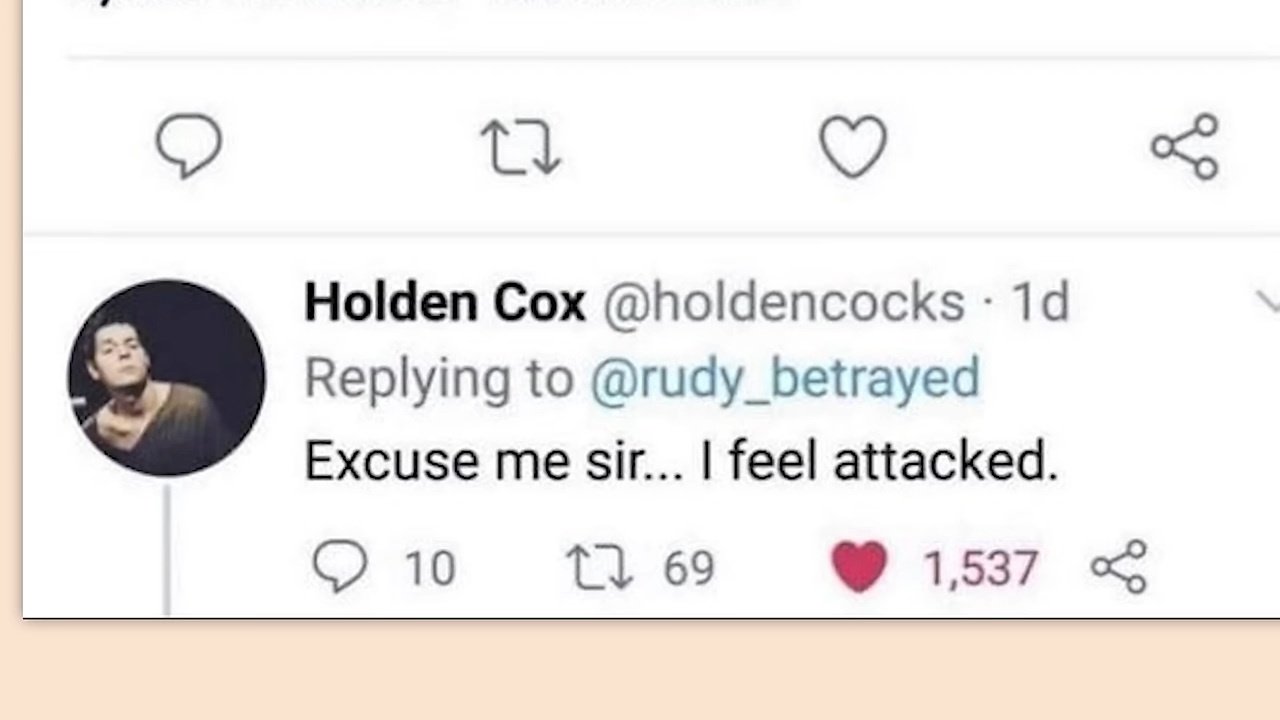 Holden Cox @holdencocks · 1d
Replying to @rudy_betrayed
Excuse me sir... I feel attacked.
10 69 1,537